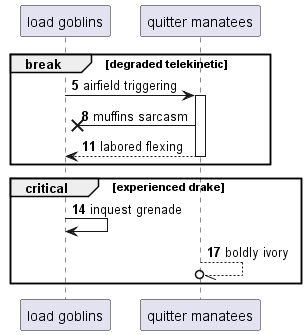 load goblins quitter manatees
break [degraded telekinetic]
5 airfield triggering
8 muffins sarcasm
11 labored flexing
critical [experienced drake]
14 inquest grenade
17 boldly ivory
load goblins quitter manatees